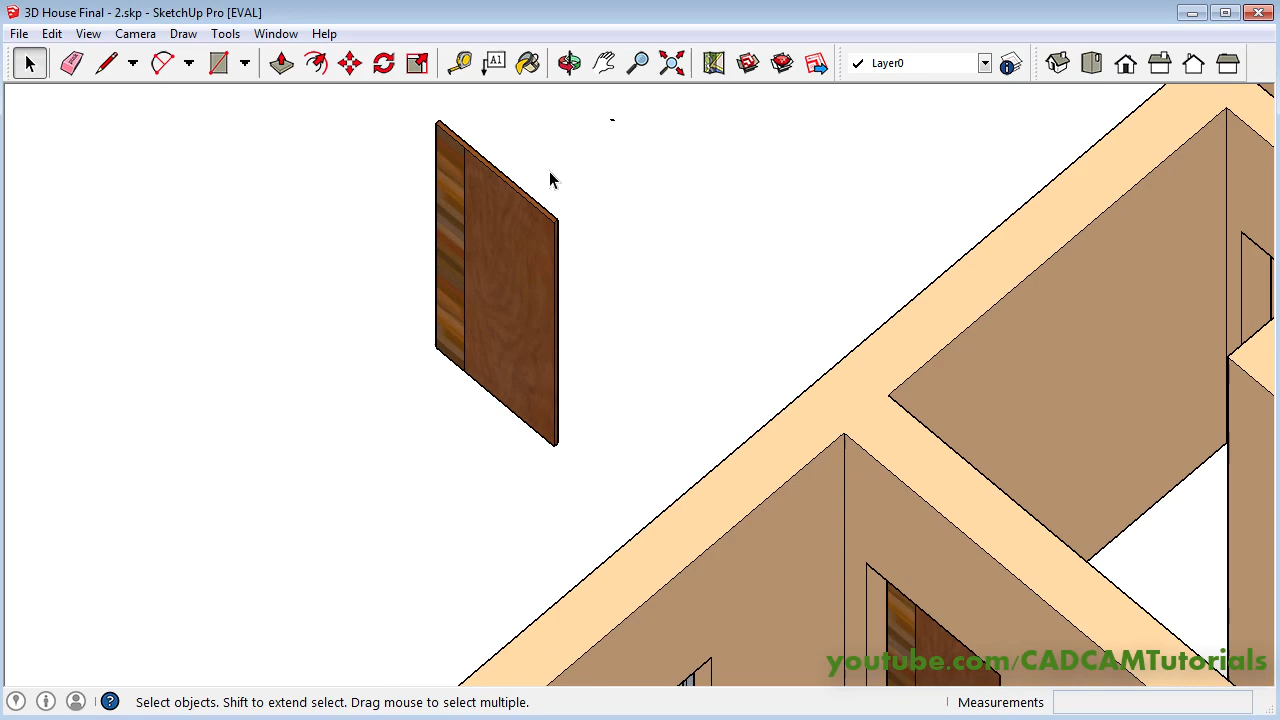 3D House Final - 2.skp - SketchUp Pro [EVAL]
File Edit View Camera Draw Tools Window Help
A1
Layer0
youtube.com/CADCAMTutorials
Select objects. Shift to extend select. Drag mouse to select multiple.
Measurements